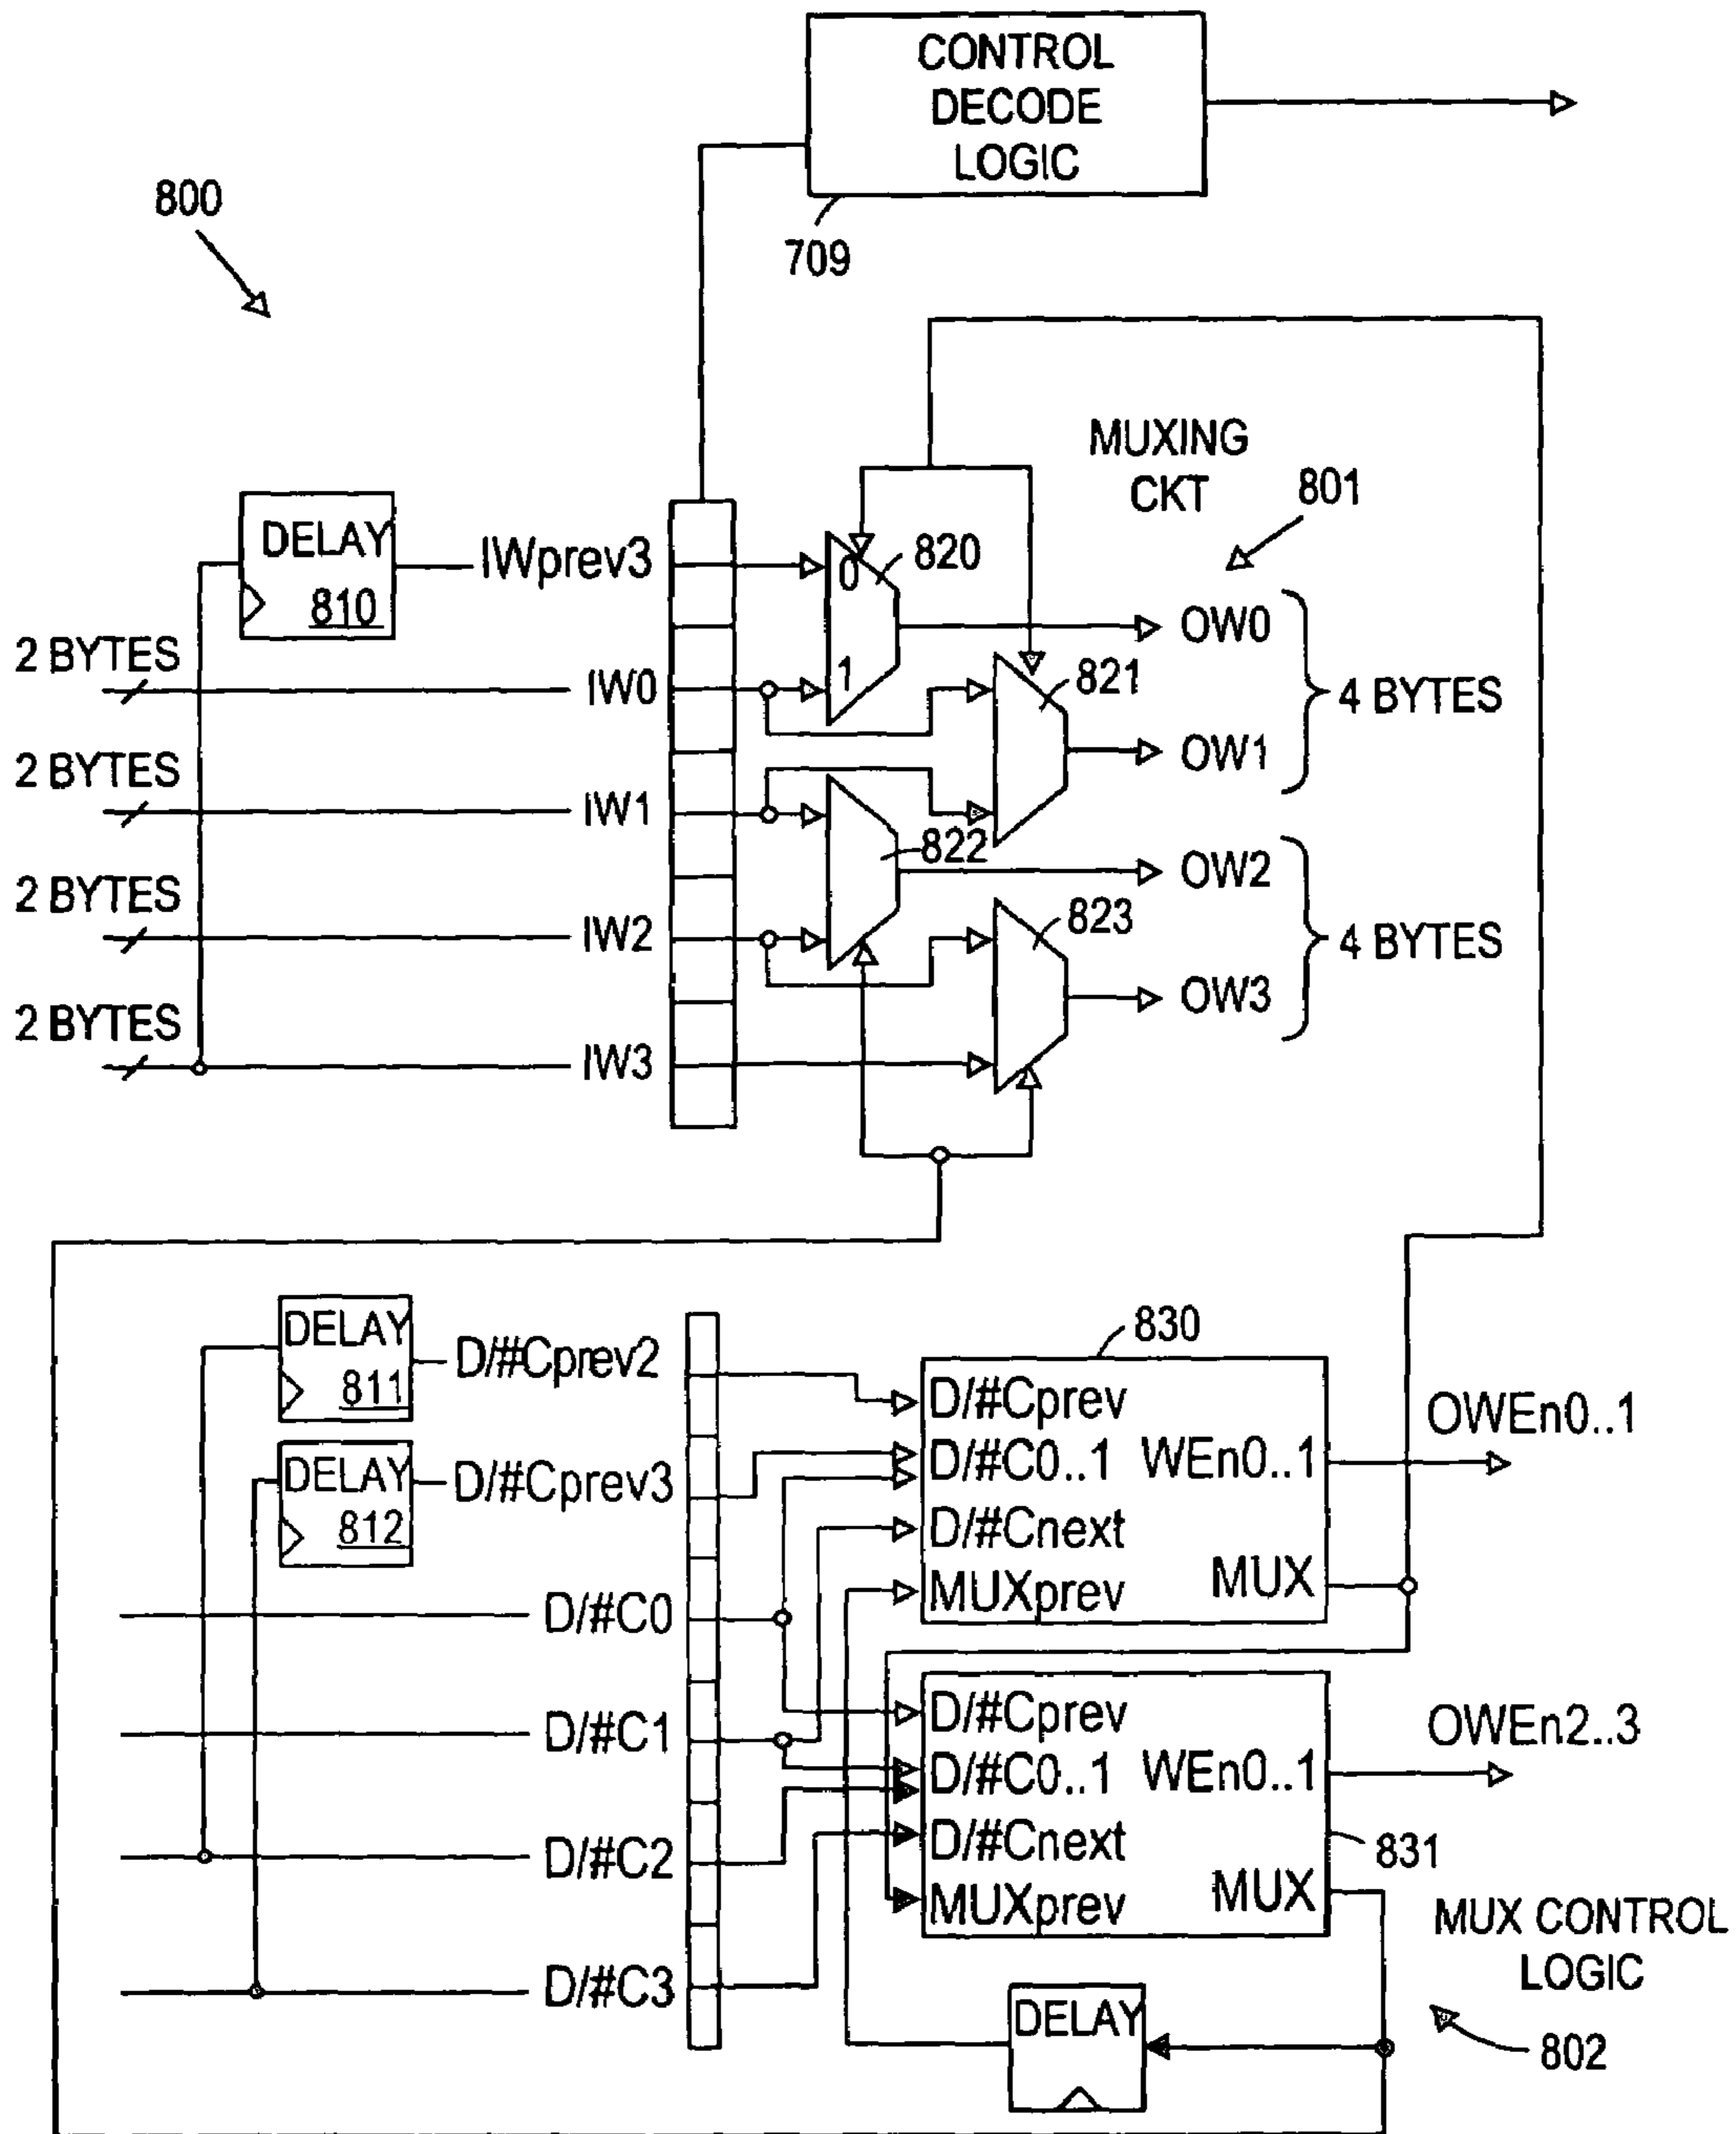 CONTROL
DECODE
LOGIC
709
800
MUXING
CKT
801
DELAY
810
IWprev3
0
820
OW0
2 BYTES
IW0
1
821
4 BYTES
OW1
2 BYTES
IW1
822
OW2
2 BYTES
IW2
823
4 BYTES
OW3
2 BYTES
IW3
DELAY
811
D/#Cprev2
830
D/#Cprev
OWEn0..1
D/#C0..1 WEn0..1
DELAY
812
D/#Cprev3
D/#Cnext
MUXprev MUX
D/#C0
D/#Cprev
OWEn2..3
D/#C1
D/#C0..1 WEn0..1
D/#Cnext
831
D/#C2
MUXprev MUX
MUX CONTROL
LOGIC
D/#C3
DELAY
802